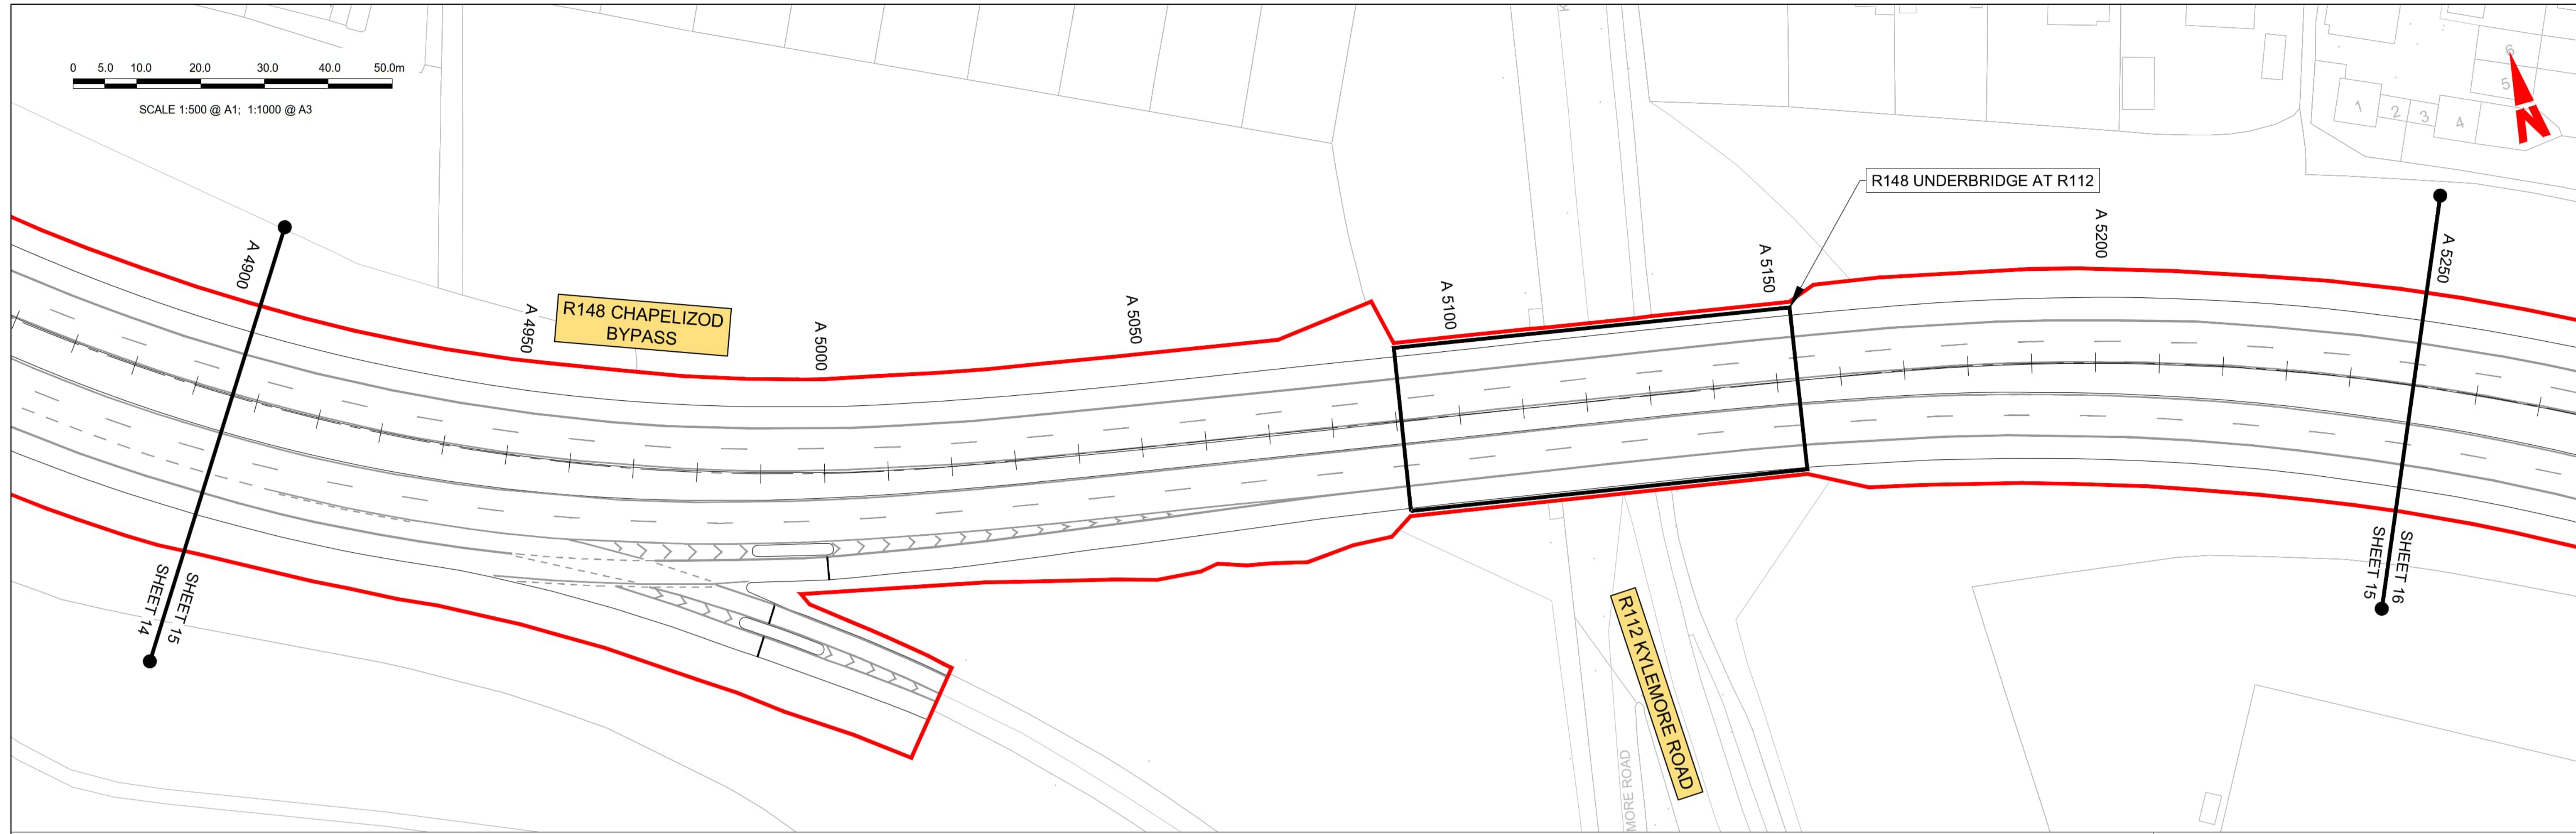 0 5.0 10.0 20.0 30.0 40.0 50.0m
SCALE 1:500 @ A1; 1:1000 @ A3
6
5
1 2 3 4
N
R148 UNDERBRIDGE AT R112
A 4900
A 4950
R148 CHAPELIZOD
BYPASS
A 5000
A 5050
A 5100
A 5150
A 5200
A 5250
SHEET 14
SHEET 15
SHEET 15
SHEET 16
R112 KYLEMORE ROAD
MORE ROAD